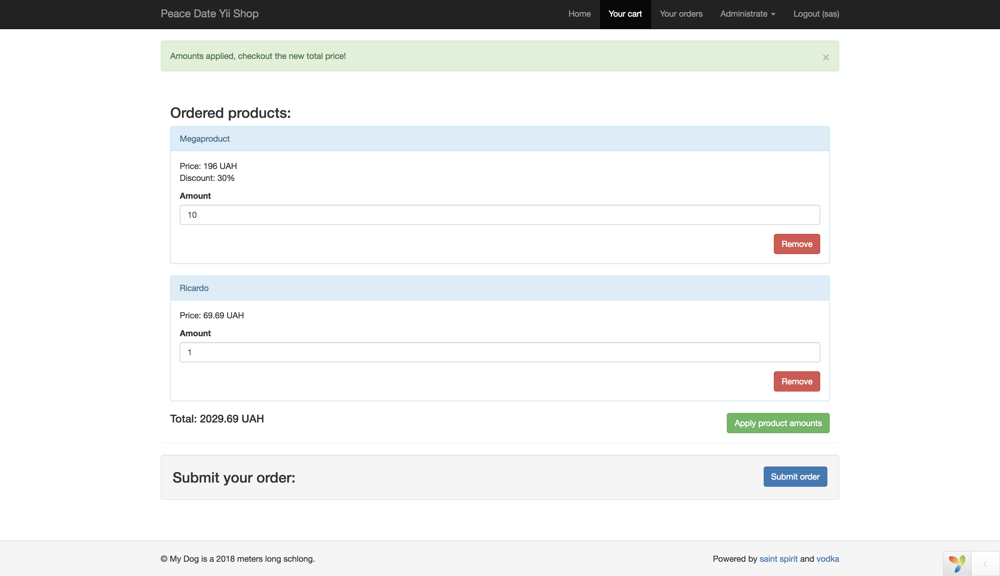 Peace Date Yii Shop
Home
Your cart
Your orders
Administrate
Logout (sas)
Amounts applied, checkout the new total price!
×
Ordered products:
Megaproduct
Price: 196 UAH
Discount: 30%
Amount
10
Remove
Ricardo
Price: 69.69 UAH
Amount
1
Remove
Total: 2029.69 UAH
Apply product amounts
Submit your order:
Submit order
© My Dog is a 2018 meters long schlong.
Powered by saint spirit and vodka